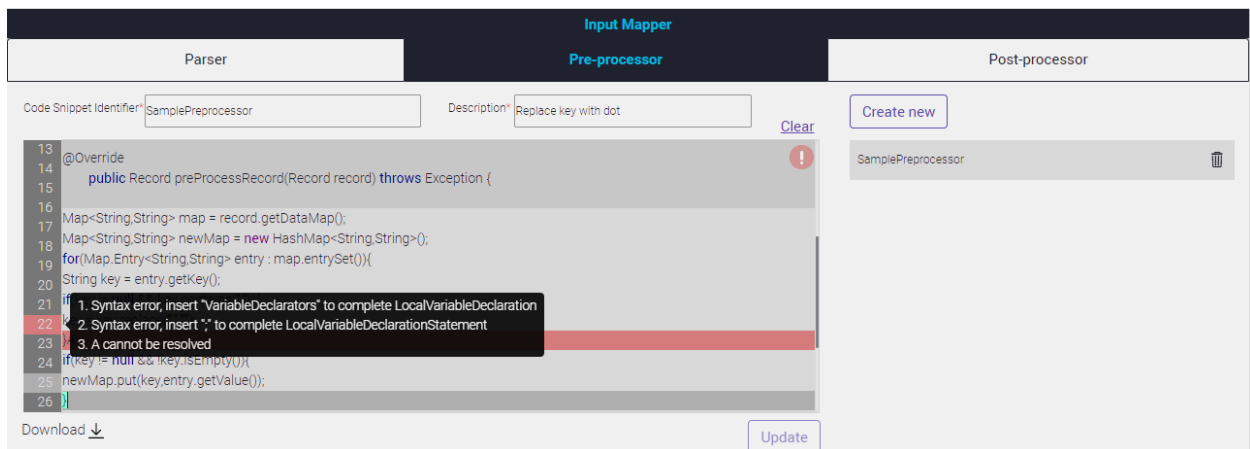 Input Mapper
Parser
Pre-processor
Post-processor
Code Snippet Identifier*
SamplePreprocessor
Description*
Replace key with dot
Clear
Create new
SamplePreprocessor
13
14 @Override
15 public Record preProcessRecord(Record record) throws Exception {
16
17 Map<String,String> map = record.getDataMap();
18 Map<String,String> newMap = new HashMap<String,String>();
19 for(Map.Entry<String,String> entry : map.entrySet()){
20 String key = entry.getKey();
21 if
1. Syntax error, insert "VariableDeclarators" to complete LocalVariableDeclaration
22
2. Syntax error, insert ";" to complete LocalVariableDeclarationStatement
23
3. A cannot be resolved
24 if(key != null && !key.isEmpty()){
25 newMap.put(key,entry.getValue());
26 }
Download
Update